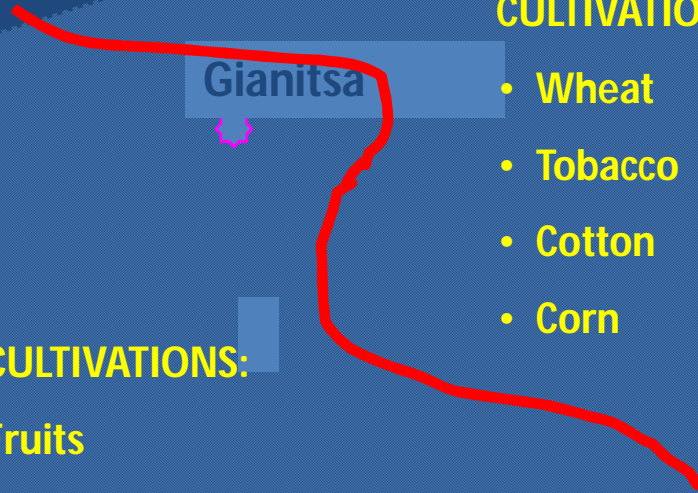 CULTIVATIO
Gianitsa
• Wheat
• Tobacco
• Cotton
• Corn
CULTIVATIONS:
Fruits